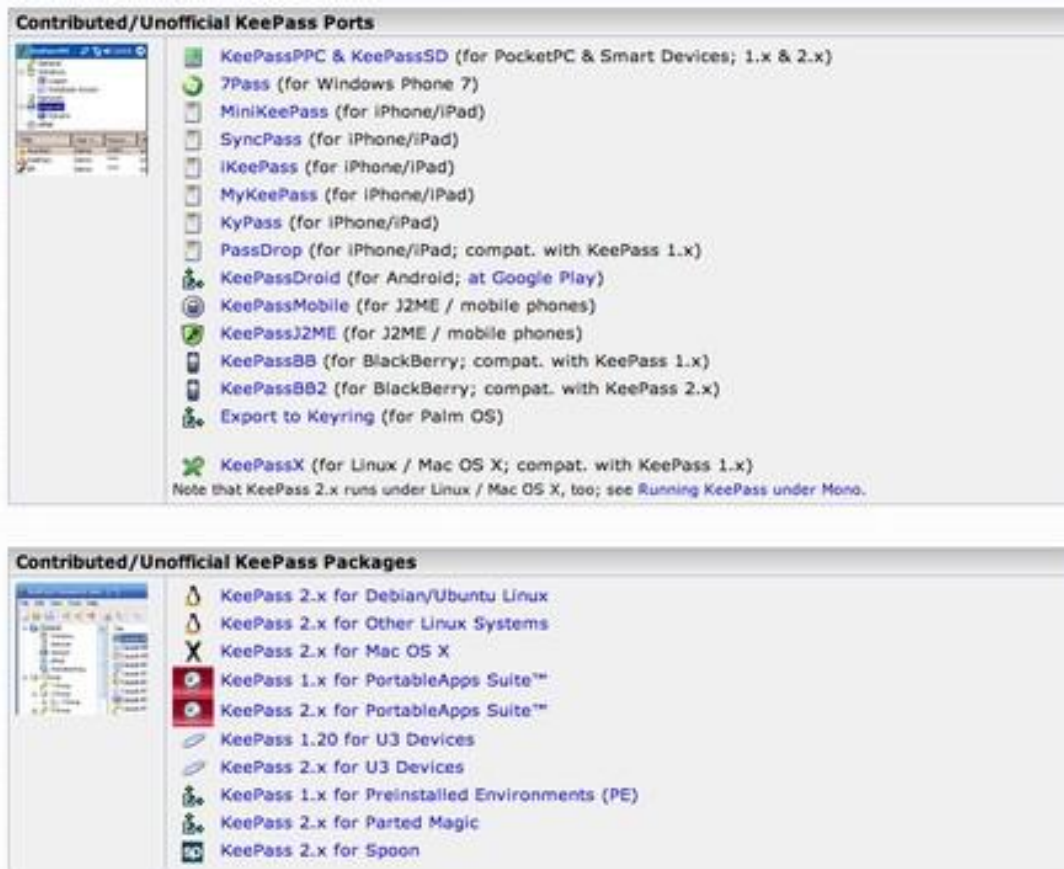 Contributed/Unofficial KeePass Ports
KeePassPPC & KeePassSD (for PocketPC & Smart Devices; 1.x & 2.x)
7Pass (for Windows Phone 7)
MiniKeePass (for iPhone/iPad)
SyncPass (for iPhone/iPad)
iKeePass (for iPhone/iPad)
MyKeePass (for iPhone/iPad)
KyPass (for iPhone/iPad)
PassDrop (for iPhone/iPad; compat. with KeePass 1.x)
KeePassDroid (for Android; at Google Play)
KeePassMobile (for J2ME / mobile phones)
KeePassJ2ME (for J2ME / mobile phones)
KeePassBB (for BlackBerry; compat. with KeePass 1.x)
KeePassBB2 (for BlackBerry; compat. with KeePass 2.x)
Export to Keyring (for Palm OS)
KeePassX (for Linux / Mac OS X; compat. with KeePass 1.x)
Note that KeePass 2.x runs under Linux / Mac OS X, too; see Running KeePass under Mono.
Contributed/Unofficial KeePass Packages
KeePass 2.x for Debian/Ubuntu Linux
KeePass 2.x for Other Linux Systems
KeePass 2.x for Mac OS X
KeePass 1.x for PortableApps Suite™
KeePass 2.x for PortableApps Suite™
KeePass 1.20 for U3 Devices
KeePass 2.x for U3 Devices
KeePass 1.x for Preinstalled Environments (PE)
KeePass 2.x for Parted Magic
KeePass 2.x for Spoon